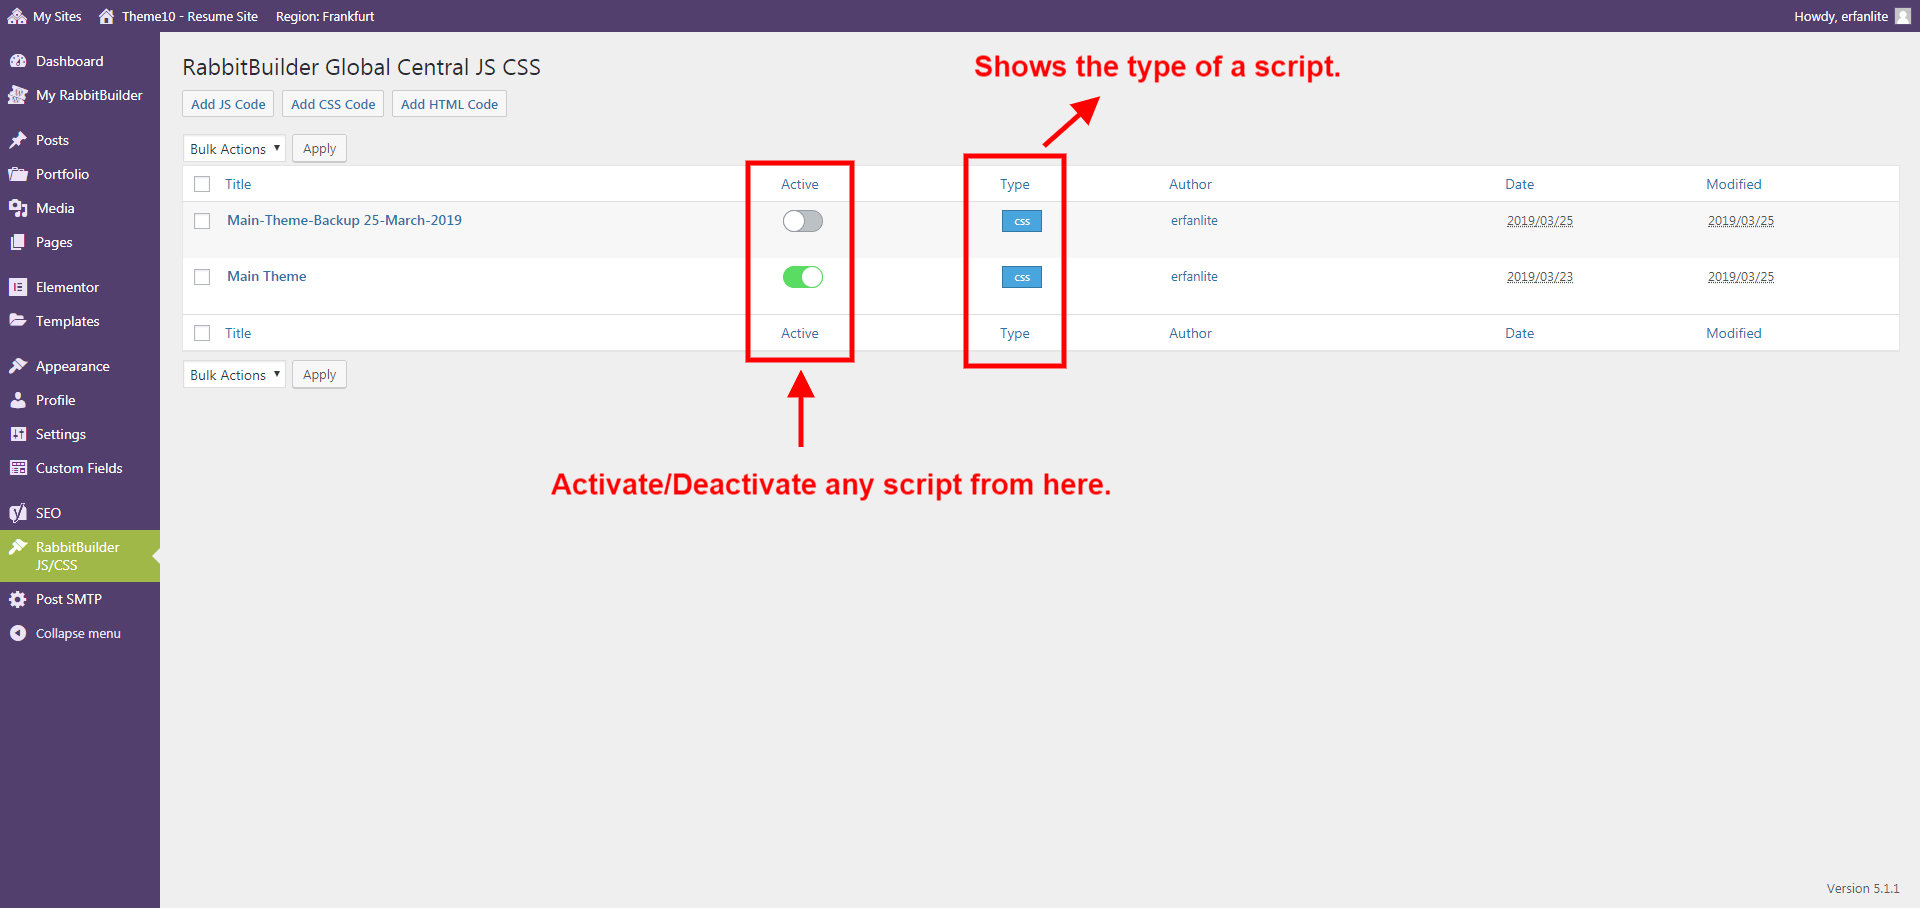 My Sites Theme10 - Resume Site Region: Frankfurt Howdy, erfanlite
Dashboard
My RabbitBuilder
Posts
Portfolio
Media
Pages
Elementor
Templates
Appearance
Profile
Settings
Custom Fields
SEO
RabbitBuilder
JS/CSS
Post SMTP
Collapse menu
RabbitBuilder Global Central JS CSS
Shows the type of a script.
Add JS Code Add CSS Code Add HTML Code
Bulk Actions Apply
Title Active Type Author Date Modified
Main-Theme-Backup 25-March-2019 css erfanlite 2019/03/25 2019/03/25
Main Theme css erfanlite 2019/03/23 2019/03/25
Title Active Type Author Date Modified
Bulk Actions Apply
Activate/Deactivate any script from here.
Version 5.1.1